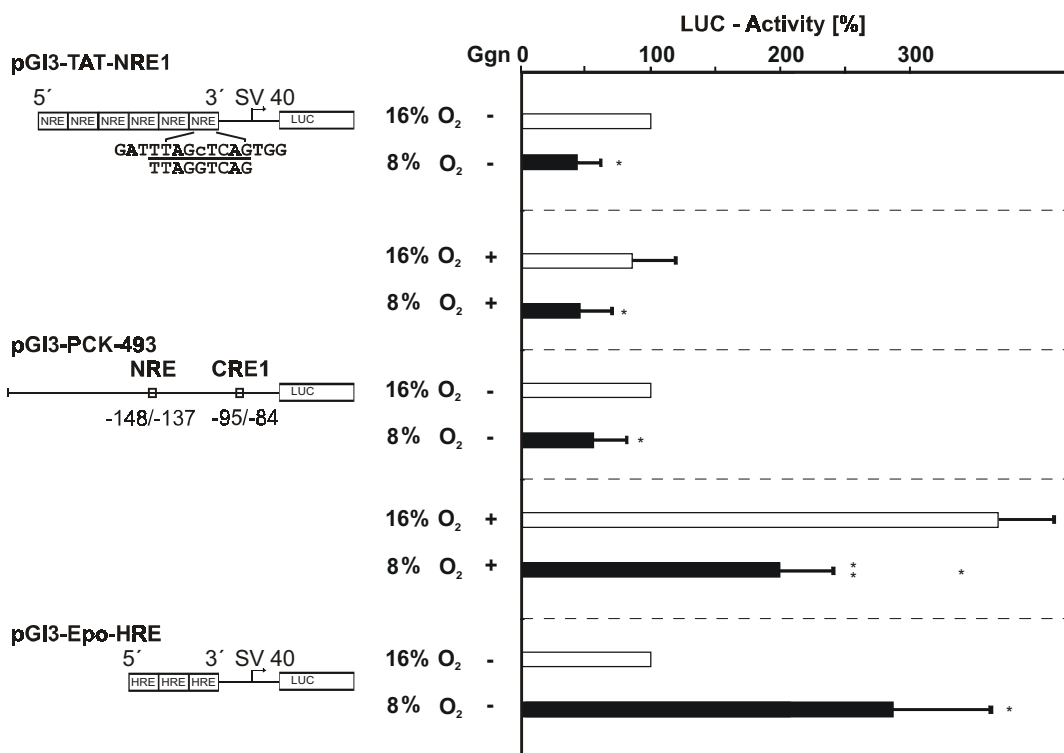 LUC - Activity [%]
Ggn 0 100 200 300
pGl3-TAT-NRE1
5´ 3´ SV 40
NRE NRE NRE NRE NRE NRE LUC
GATTTAGcTCAGTGG
TTAGGTCAG
16% O2 -
8% O2 - *
16% O2 +
8% O2 + *
pGl3-PCK-493
NRE CRE1
LUC
-148/-137 -95/-84
16% O2 -
8% O2 - *
16% O2 +
8% O2 + * * *
pGl3-Epo-HRE
5´ 3´ SV 40
HRE HRE HRE LUC
16% O2 -
8% O2 - *